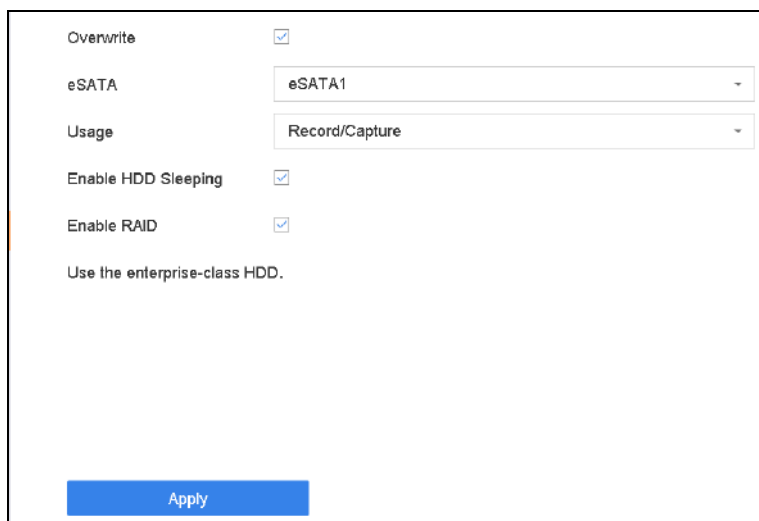 Overwrite
eSATA eSATA1
Usage Record/Capture
Enable HDD Sleeping
Enable RAID
Use the enterprise-class HDD.
Apply